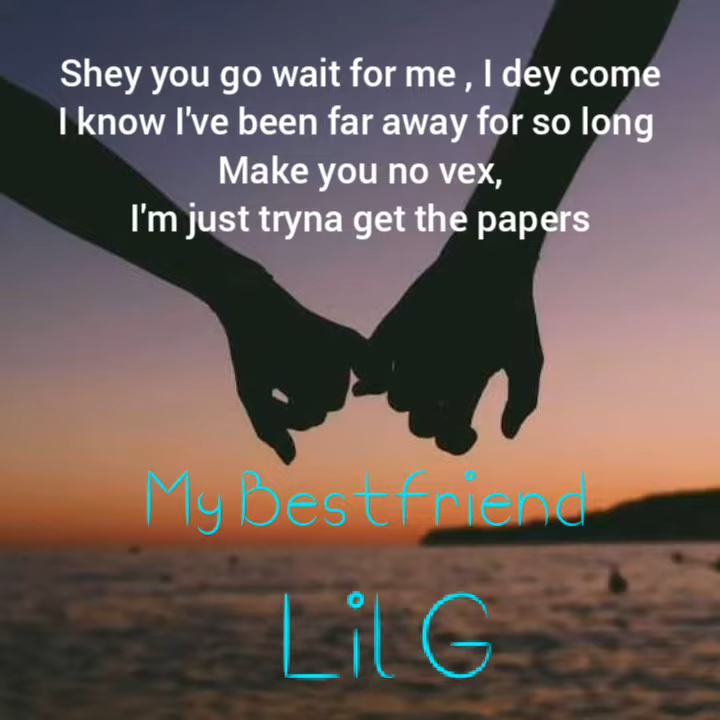 Shey you go wait for me , I dey come
I know I've been far away for so long
Make you no vex,
I'm just tryna get the papers
My Bestfriend
Lil G